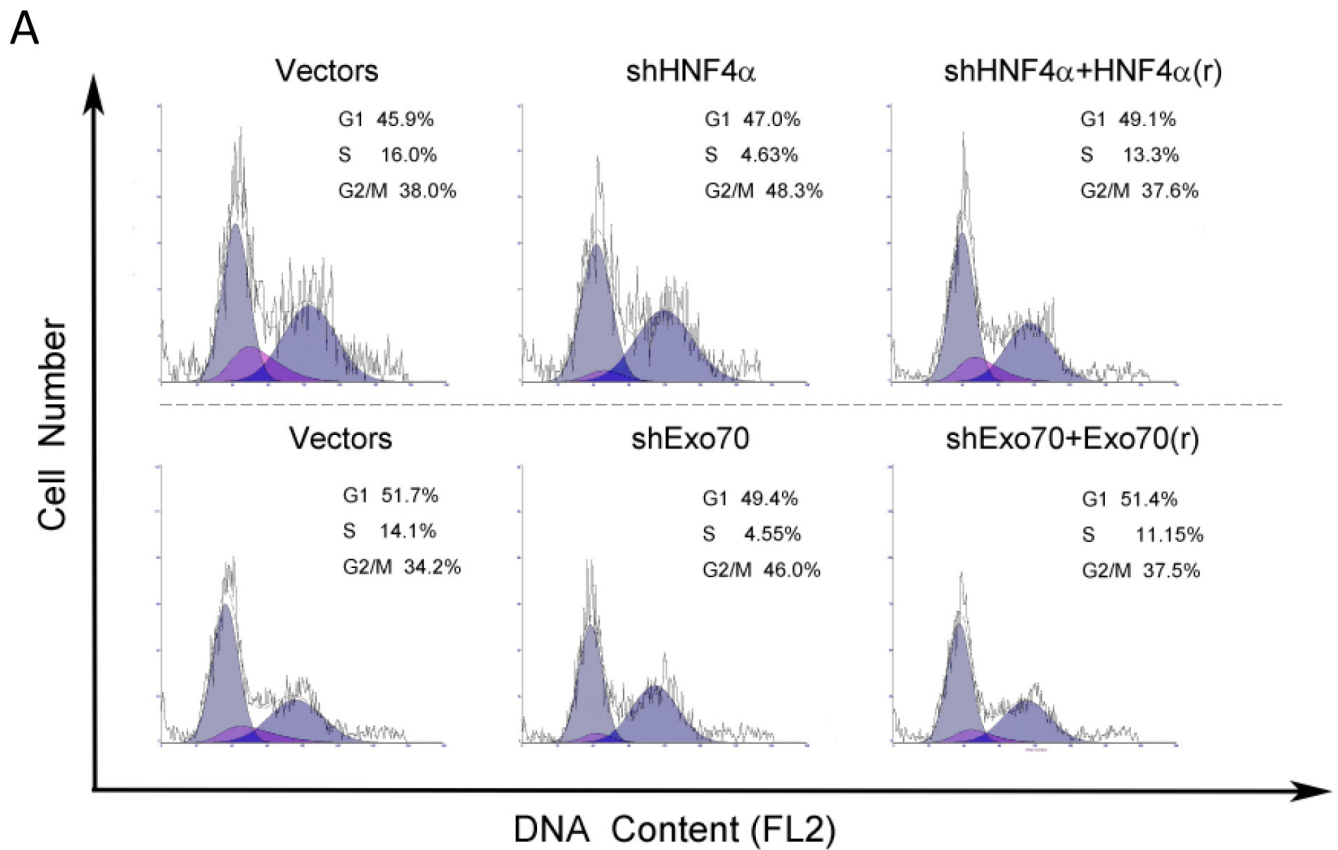 A
Vectors
G1 45.9%
S 16.0%
G2/M 38.0%
shHNF4α
G1 47.0%
S 4.63%
G2/M 48.3%
shHNF4α+HNF4α(r)
G1 49.1%
S 13.3%
G2/M 37.6%
Vectors
G1 51.7%
S 14.1%
G2/M 34.2%
shExo70
G1 49.4%
S 4.55%
G2/M 46.0%
shExo70+Exo70(r)
G1 51.4%
S 11.15%
G2/M 37.5%
Cell Number
DNA Content (FL2)